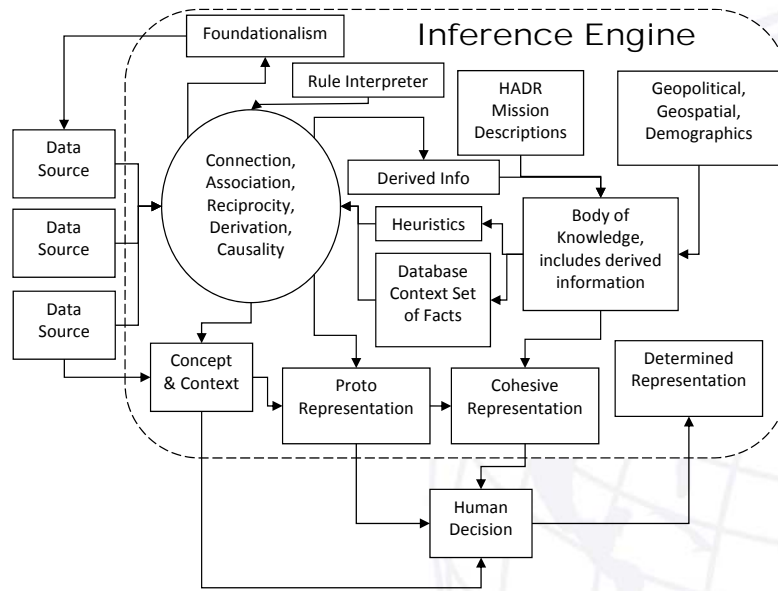 Inference Engine
Foundationalism
Rule Interpreter
HADR
Mission
Descriptions
Geopolitical,
Geospatial,
Demographics
Data
Source
Data
Source
Data
Source
Connection,
Association,
Reciprocity,
Derivation,
Causality
Derived Info
Heuristics
Database
Context Set
of Facts
Body of
Knowledge,
includes derived
information
Concept
& Context
Proto
Representation
Cohesive
Representation
Determined
Representation
Human
Decision